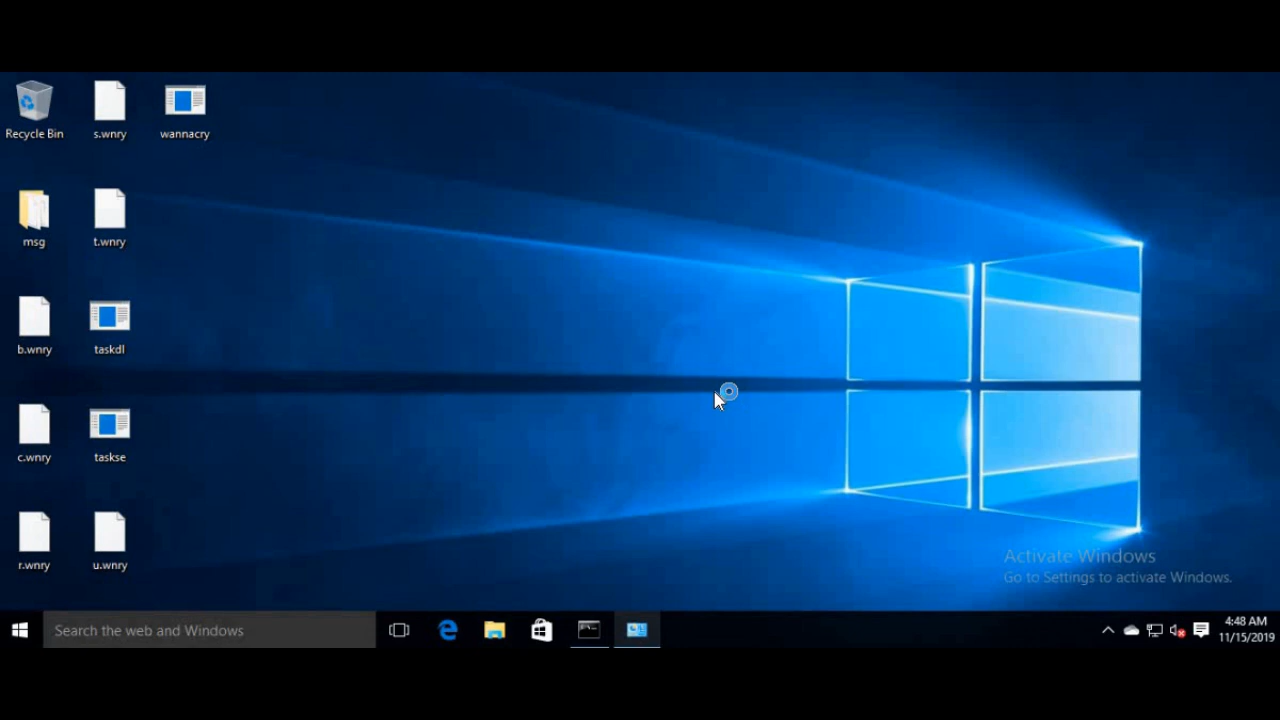 Recycle Bin
s.wnry
wannacry
msg
t.wnry
b.wnry
taskdl
c.wnry
taskse
r.wnry
u.wnry
Activate Windows
Go to Settings to activate Windows.
Search the web and Windows
4:48 AM
11/15/2019